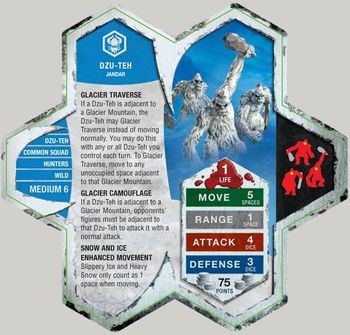 DZU-TEH
JANDAR
GLACIER TRAVERSE
If a Dzu-Teh is adjacent to
a Glacier Mountain, the
Dzu-Teh may Glacier
Traverse instead of moving
normally. You may do this
with any or all Dzu-Teh you
control each turn. To Glacier
Traverse, move to any
unoccupied space adjacent
to that Glacier Mountain.
GLACIER CAMOUFLAGE
If a Dzu-Teh is adjacent to a
Glacier Mountain, opponents'
figures must be adjacent to
that Dzu-Teh to attack it with a
normal attack.
SNOW AND ICE
ENHANCED MOVEMENT
Slippery Ice and Heavy
Snow only count as 1
space when moving.
DZU-TEH
COMMON SQUAD
HUNTERS
WILD
MEDIUM 6
1
LIFE
MOVE 5
SPACES
RANGE 1
SPACE
ATTACK 4
DICE
DEFENSE 3
DICE
75
POINTS